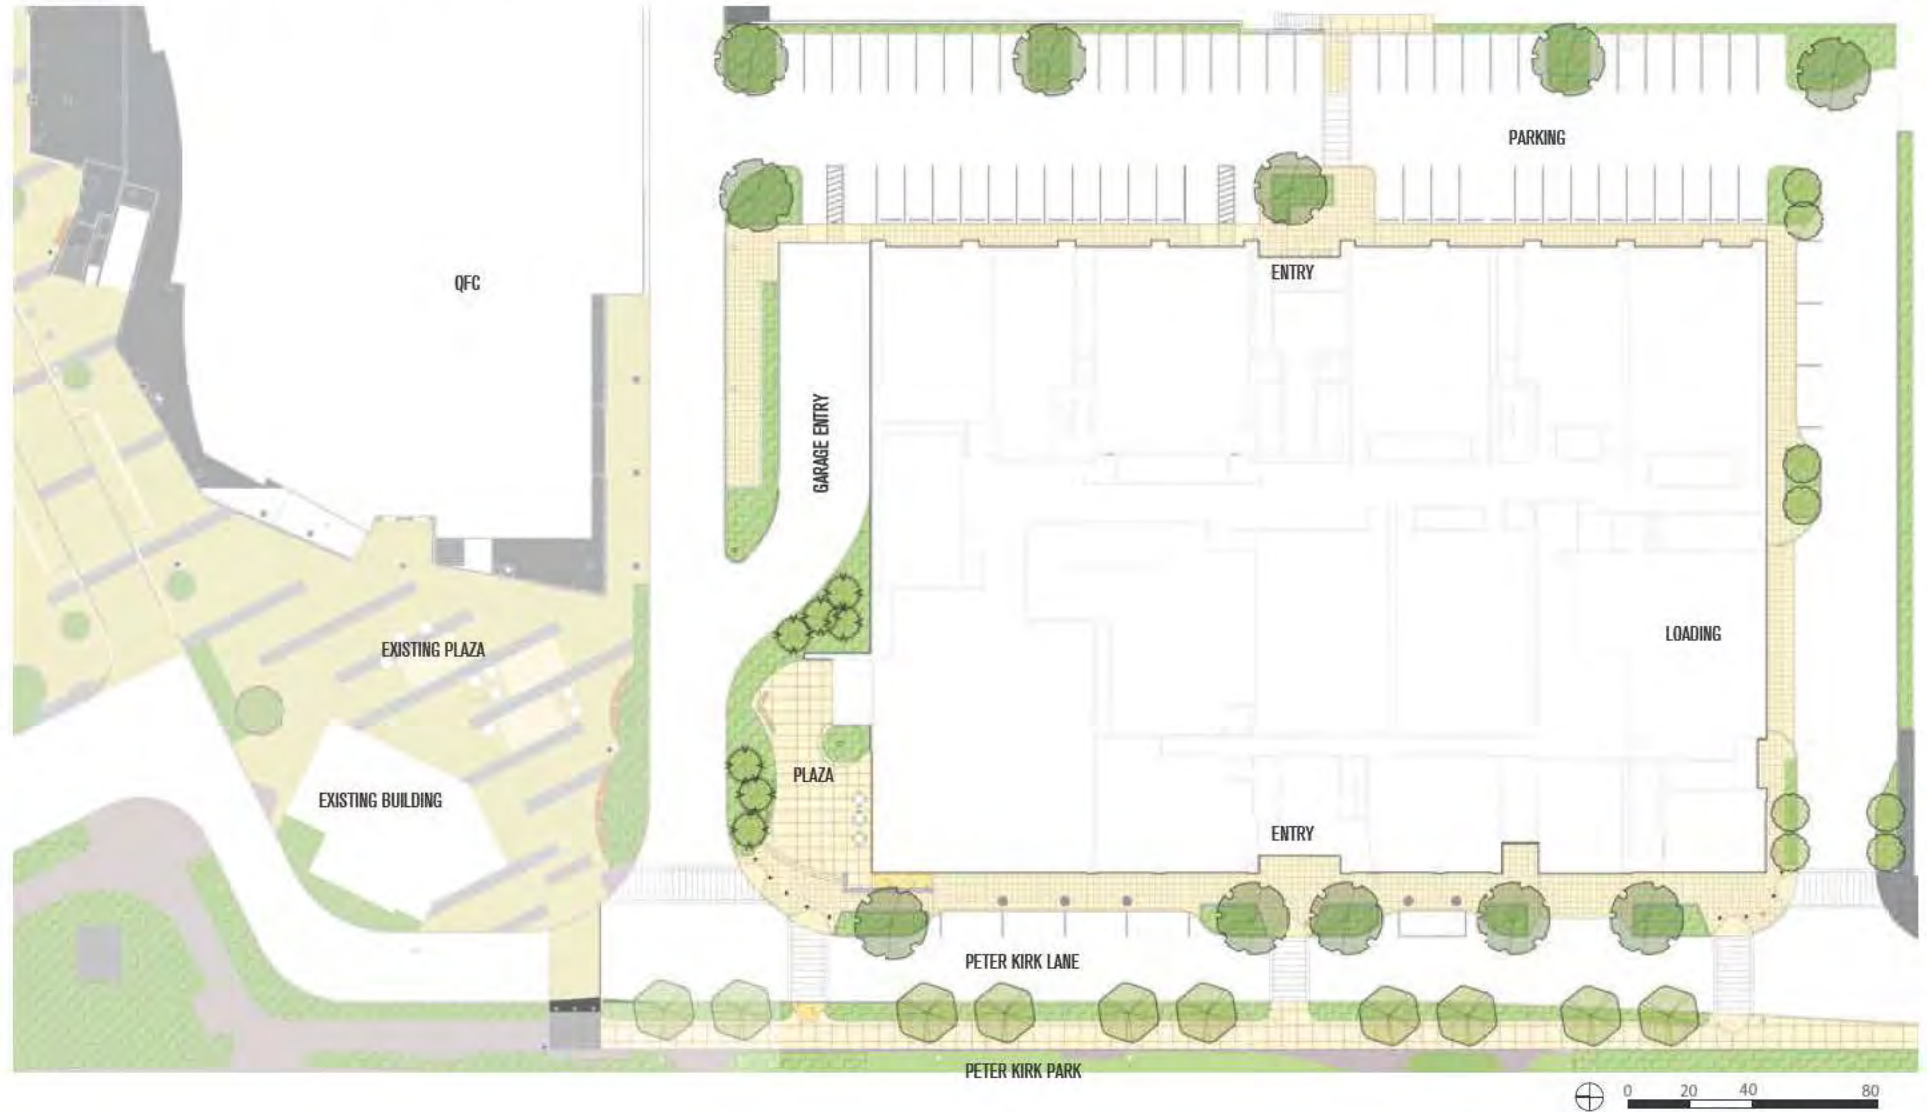 PARKING
QFC
ENTRY
GARAGE ENTRY
LOADING
EXISTING PLAZA
PLAZA
EXISTING BUILDING
ENTRY
PETER KIRK LANE
PETER KIRK PARK
0 20 40 80